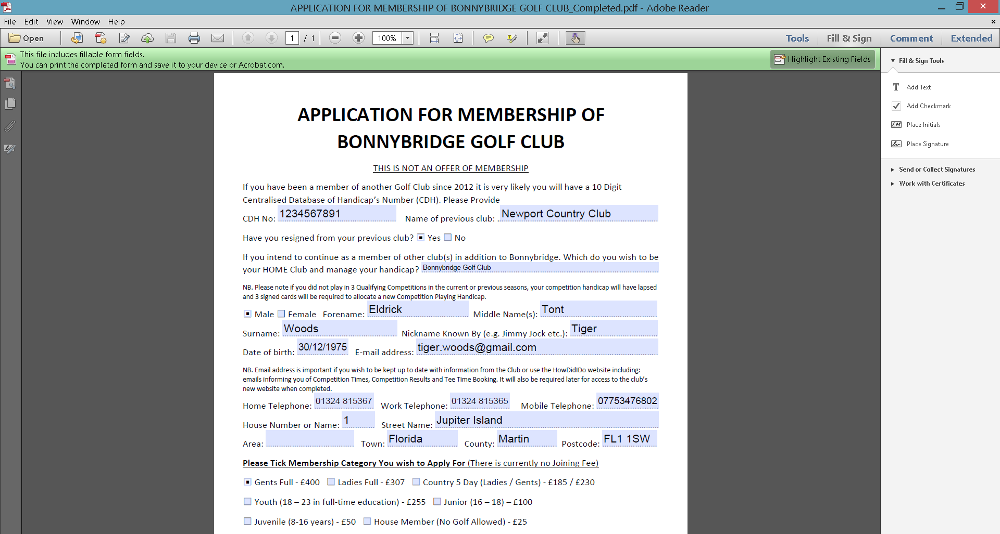 APPLICATION FOR MEMBERSHIP OF BONNYBRIDGE GOLF CLUB_Completed.pdf - Adobe Reader
File Edit View Window Help
Open 1 / 1 100% Tools Fill & Sign Comment Extended
This file includes fillable form fields.
You can print the completed form and save it to your device or Acrobat.com.
Highlight Existing Fields
Fill & Sign Tools
Add Text
Add Checkmark
Place Initials
Place Signature
Send or Collect Signatures
Work with Certificates
APPLICATION FOR MEMBERSHIP OF
BONNYBRIDGE GOLF CLUB
THIS IS NOT AN OFFER OF MEMBERSHIP
If you have been a member of another Golf Club since 2012 it is very likely you will have a 10 Digit
Centralised Database of Handicap's Number (CDH). Please Provide
CDH No: 1234567891 Name of previous club: Newport Country Club
Have you resigned from your previous club? Yes No
If you intend to continue as a member of other club(s) in addition to Bonnybridge. Which do you wish to be
your HOME Club and manage your handicap? Bonnybridge Golf Club
NB. Please note if you did not play in 3 Qualifying Competitions in the current or previous seasons, your competition handicap will have lapsed
and 3 signed cards will be required to allocate a new Competition Playing Handicap.
Male Female Forename: Eldrick Middle Name(s): Tont
Surname: Woods Nickname Known By (e.g. Jimmy Jock etc.): Tiger
Date of birth: 30/12/1975 E-mail address: tiger.woods@gmail.com
NB. Email address is important if you wish to be kept up to date with information from the Club or use the HowDidIDo website including:
emails informing you of Competition Times, Competition Results and Tee Time Booking. It will also be required later for access to the club's
new website when completed.
Home Telephone: 01324 815367 Work Telephone: 01324 815365 Mobile Telephone: 07753476802
House Number or Name: 1 Street Name: Jupiter Island
Area: Town: Florida County: Martin Postcode: FL1 1SW
Please Tick Membership Category You wish to Apply For (There is currently no Joining Fee)
Gents Full - £400 Ladies Full - £307 Country 5 Day (Ladies / Gents) - £185 / £230
Youth (18 – 23 in full-time education) - £255 Junior (16 – 18) – £100
Juvenile (8-16 years) - £50 House Member (No Golf Allowed) - £25